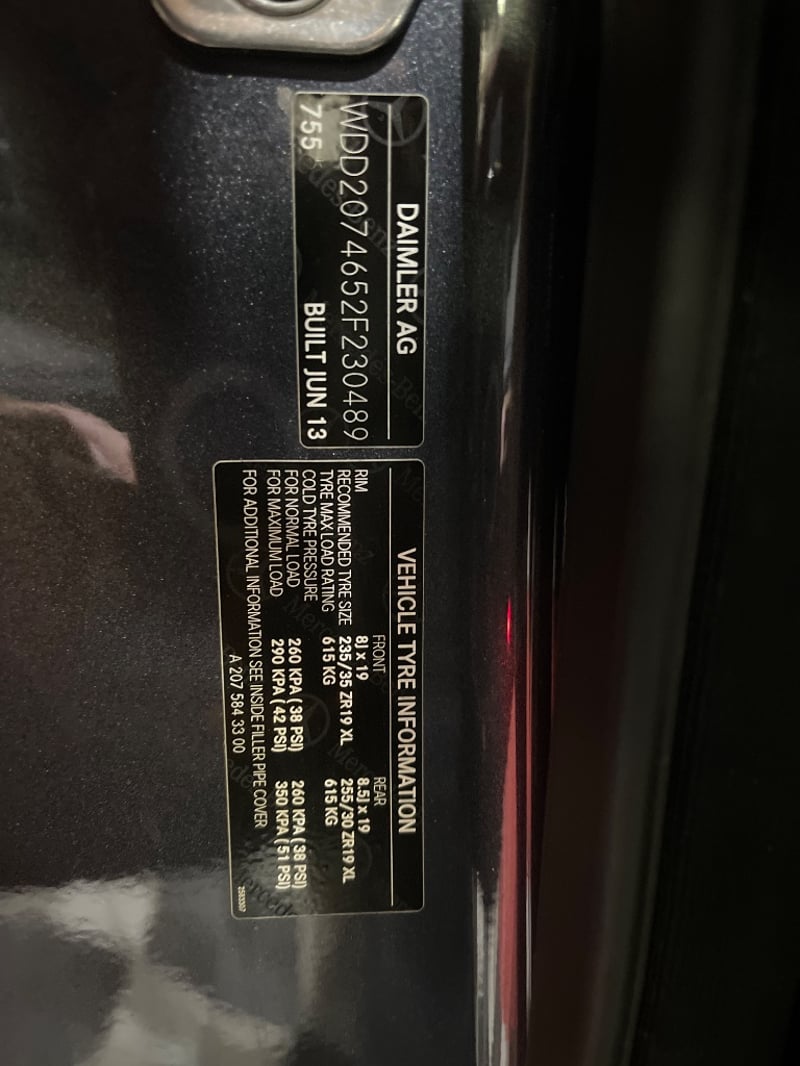 DAIMLER AG
WDD2074652F230489
755 BUILT JUN 13
VEHICLE TYRE INFORMATION
FRONT REAR
RIM 8J x 19 8.5J x 19
RECOMMENDED TYRE SIZE 235/35 ZR19 XL 255/30 ZR19 XL
TYRE MAX LOAD RATING 615 KG 615 KG
COLD TYRE PRESSURE
FOR NORMAL LOAD 260 KPA (38 PSI) 260 KPA (38 PSI)
FOR MAXIMUM LOAD 290 KPA (42 PSI) 350 KPA (51 PSI)
FOR ADDITIONAL INFORMATION SEE INSIDE FILLER PIPE COVER
A 207 584 33 00